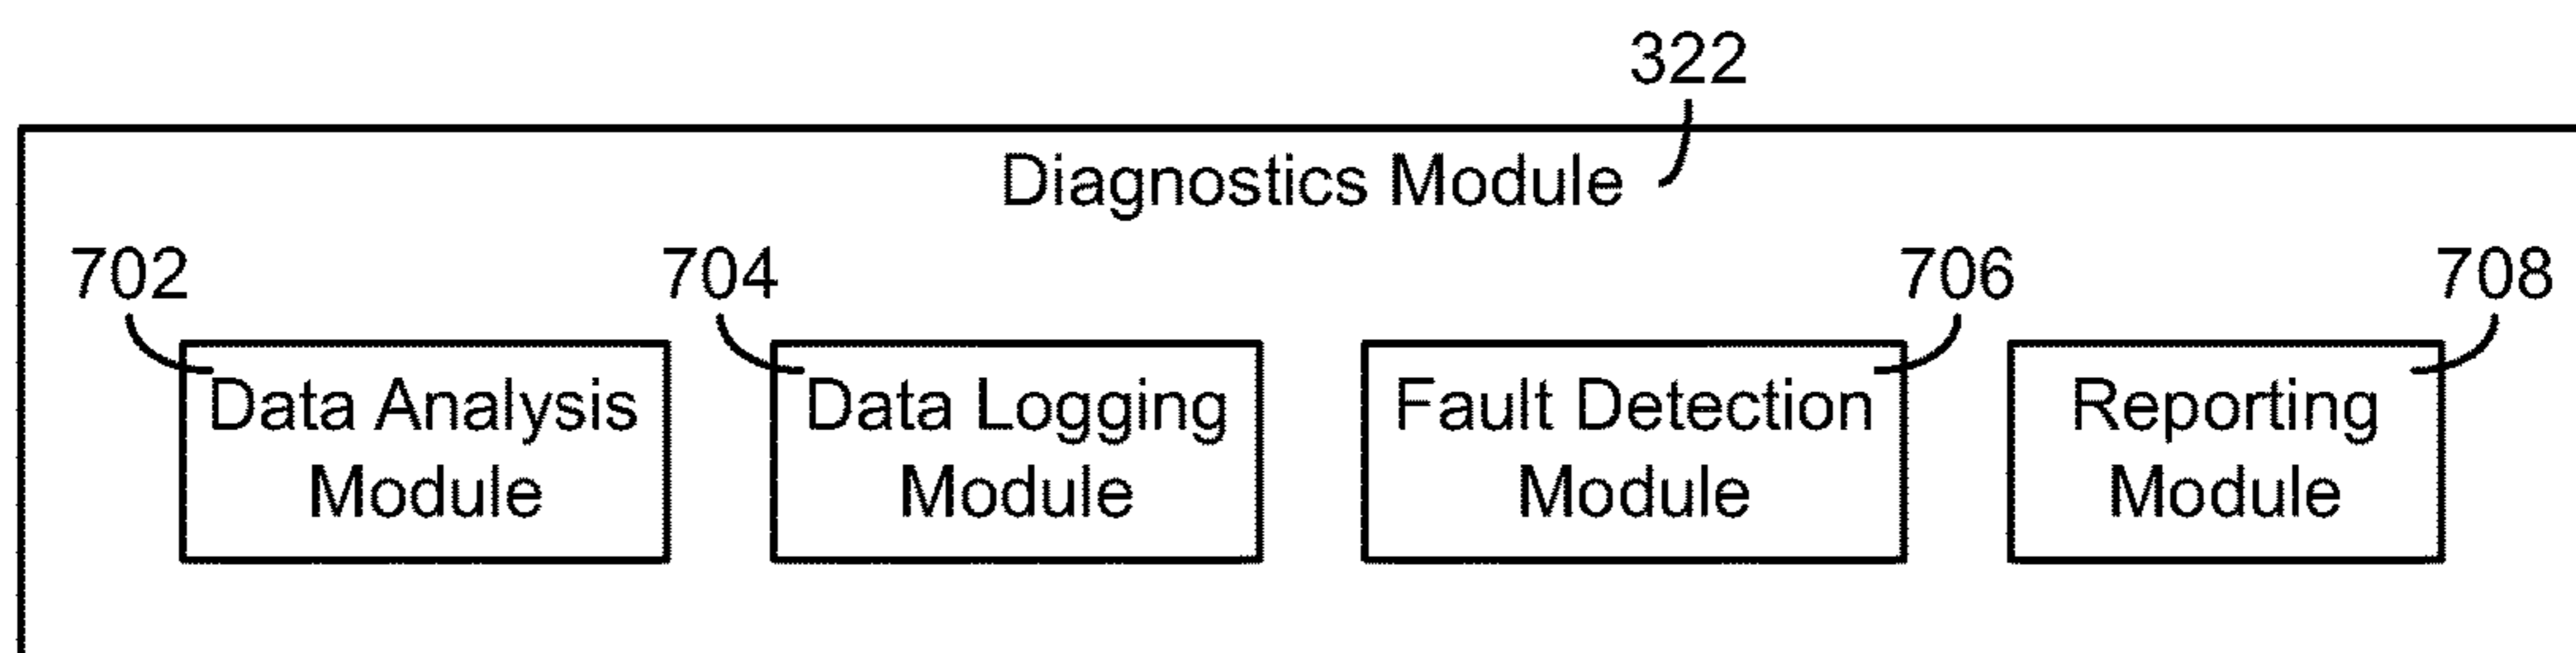 322
Diagnostics Module
702
704
706
708
Data Analysis
Module
Data Logging
Module
Fault Detection
Module
Reporting
Module